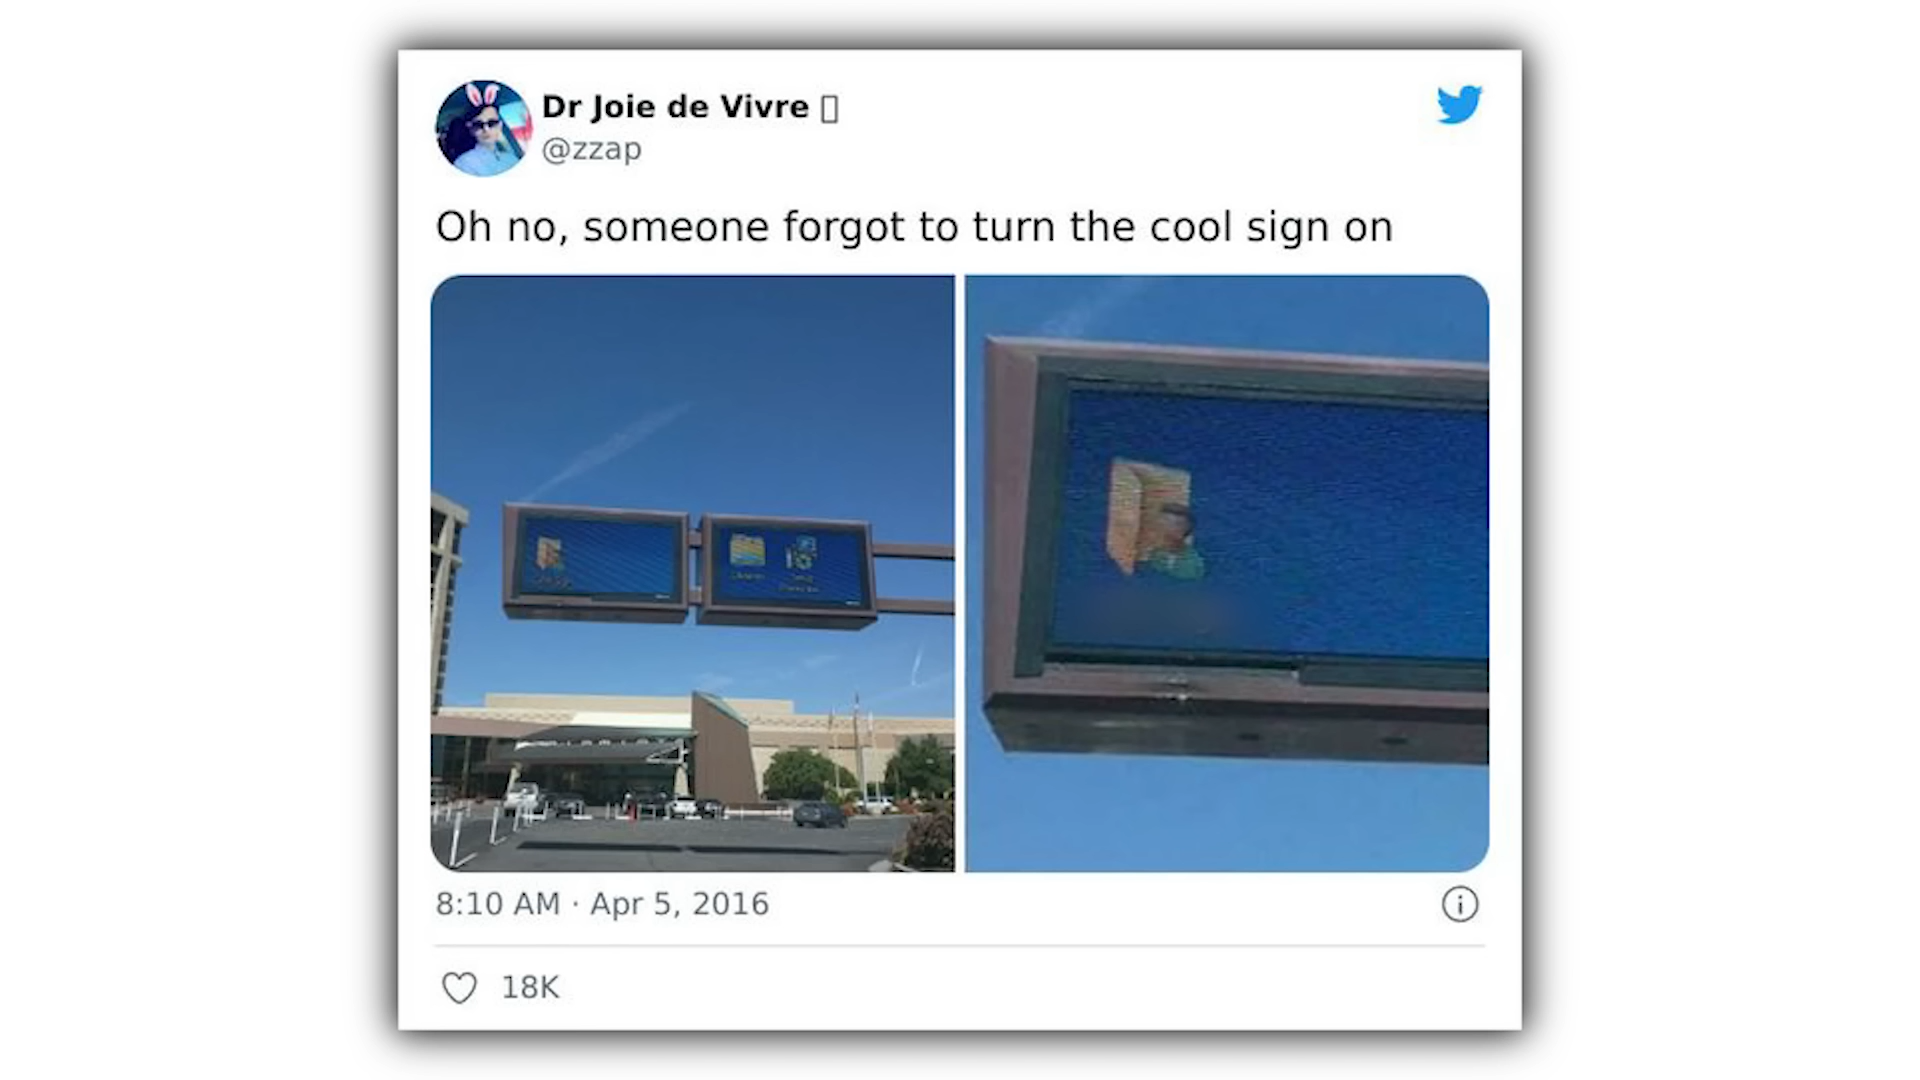 Dr Joie de Vivre
@zzap
Oh no, someone forgot to turn the cool sign on
8:10 AM · Apr 5, 2016
18K